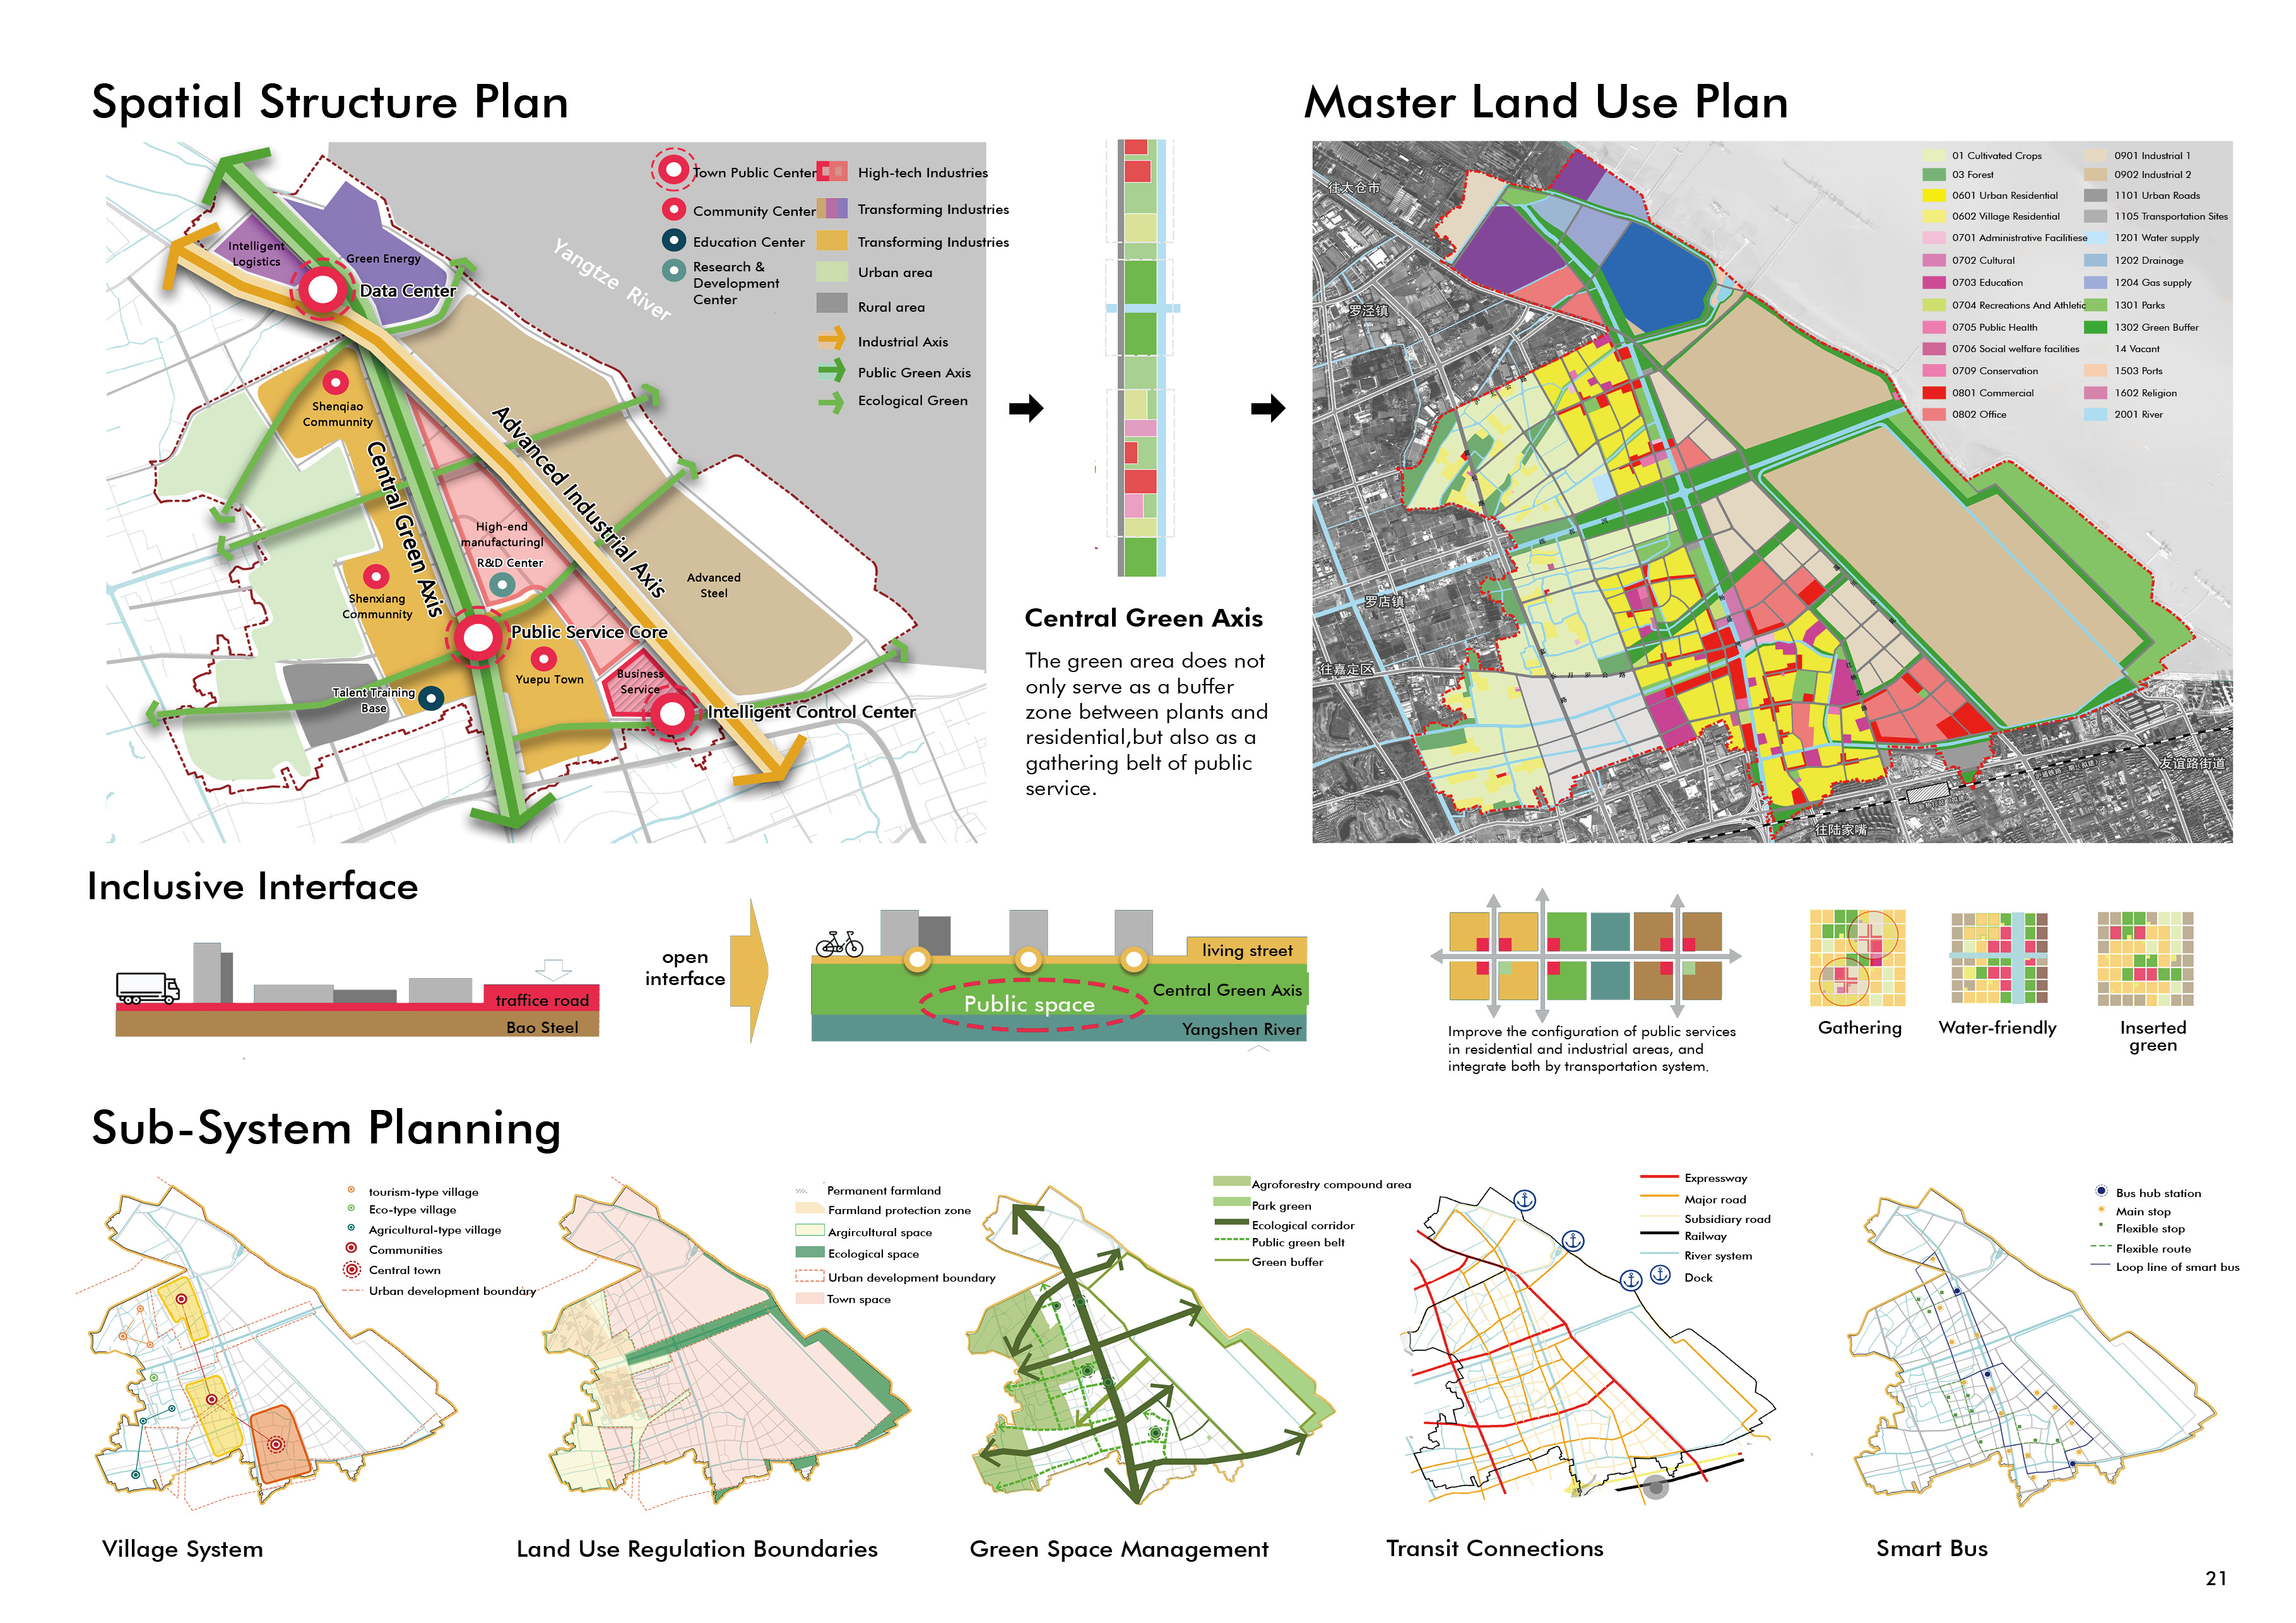 Spatial Structure Plan
Master Land Use Plan
Town Public Center
Community Center
Education Center
Research &
Development
Center
High-tech Industries
Transforming Industries
Transforming Industries
Urban area
Rural area
Industrial Axis
Public Green Axis
Ecological Green
Yangtze River
Intelligent
Logistics
Green Energy
Data Center
Shenqiao
Communnity
Central Green Axis
Advanced Industrial Axis
High-end
manufacturingl
R&D Center
Advanced
Steel
Shenxiang
Communnity
Public Service Core
Yuepu Town
Business
Service
Talent Training
Base
Intelligent Control Center
Central Green Axis
The green area does not
only serve as a buffer
zone between plants and
residential,but also as a
gathering belt of public
service.
01 Cultivated Crops
03 Forest
0601 Urban Residential
0602 Village Residential
0701 Administrative Facilitiese
0702 Cultural
0703 Education
0704 Recreations And Athletic
0705 Public Health
0706 Social welfare facilities
0709 Conservation
0801 Commercial
0802 Office
0901 Industrial 1
0902 Industrial 2
1101 Urban Roads
1105 Transportation Sites
1201 Water supply
1202 Drainage
1204 Gas supply
1301 Parks
1302 Green Buffer
14 Vacant
1503 Ports
1602 Religion
2001 River
往太仓市
罗泾镇
罗店镇
往嘉定区
友谊路街道
往陆家嘴
Inclusive Interface
traffice road
Bao Steel
open
interface
living street
Central Green Axis
Public space
Yangshen River
Improve the configuration of public services
in residential and industrial areas, and
integrate both by transportation system.
Gathering
Water-friendly
Inserted
green
Sub-System Planning
tourism-type village
Eco-type village
Agricultural-type village
Communities
Central town
Urban development boundary
Permanent farmland
Farmland protection zone
Argircultural space
Ecological space
Urban development boundary
Town space
Agroforestry compound area
Park green
Ecological corridor
Public green belt
Green buffer
Expressway
Major road
Subsidiary road
Railway
River system
Dock
Bus hub station
Main stop
Flexible stop
Flexible route
Loop line of smart bus
Village System
Land Use Regulation Boundaries
Green Space Management
Transit Connections
Smart Bus
21